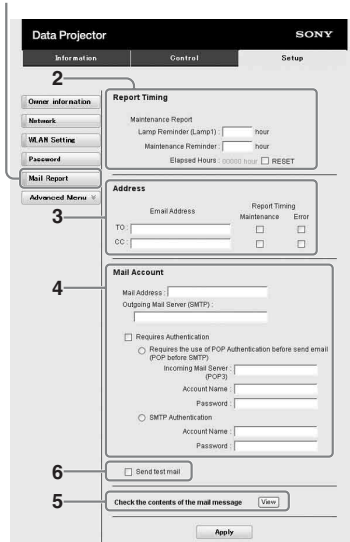 Data Projector
SONY
Information Control Setup
2
Owner information
Network
WLAN Setting
Password
Mail Report
Advanced Menu
Report Timing
Maintenance Report
Lamp Reminder (Lamp1) : hour
Maintenance Reminder : hour
Elapsed Hours : 00000 hour RESET
3
Address
Email Address
Report Timing
Maintenance Error
TO :
CC :
4
Mail Account
Mail Address :
Outgoing Mail Server (SMTP) :
Requires Authentication
Requires the use of POP Authentication before send email
(POP before SMTP)
Incoming Mail Server :
(POP3)
Account Name :
Password :
SMTP Authentication
Account Name :
Password :
6
Send test mail
5
Check the contents of the mail message View
Apply